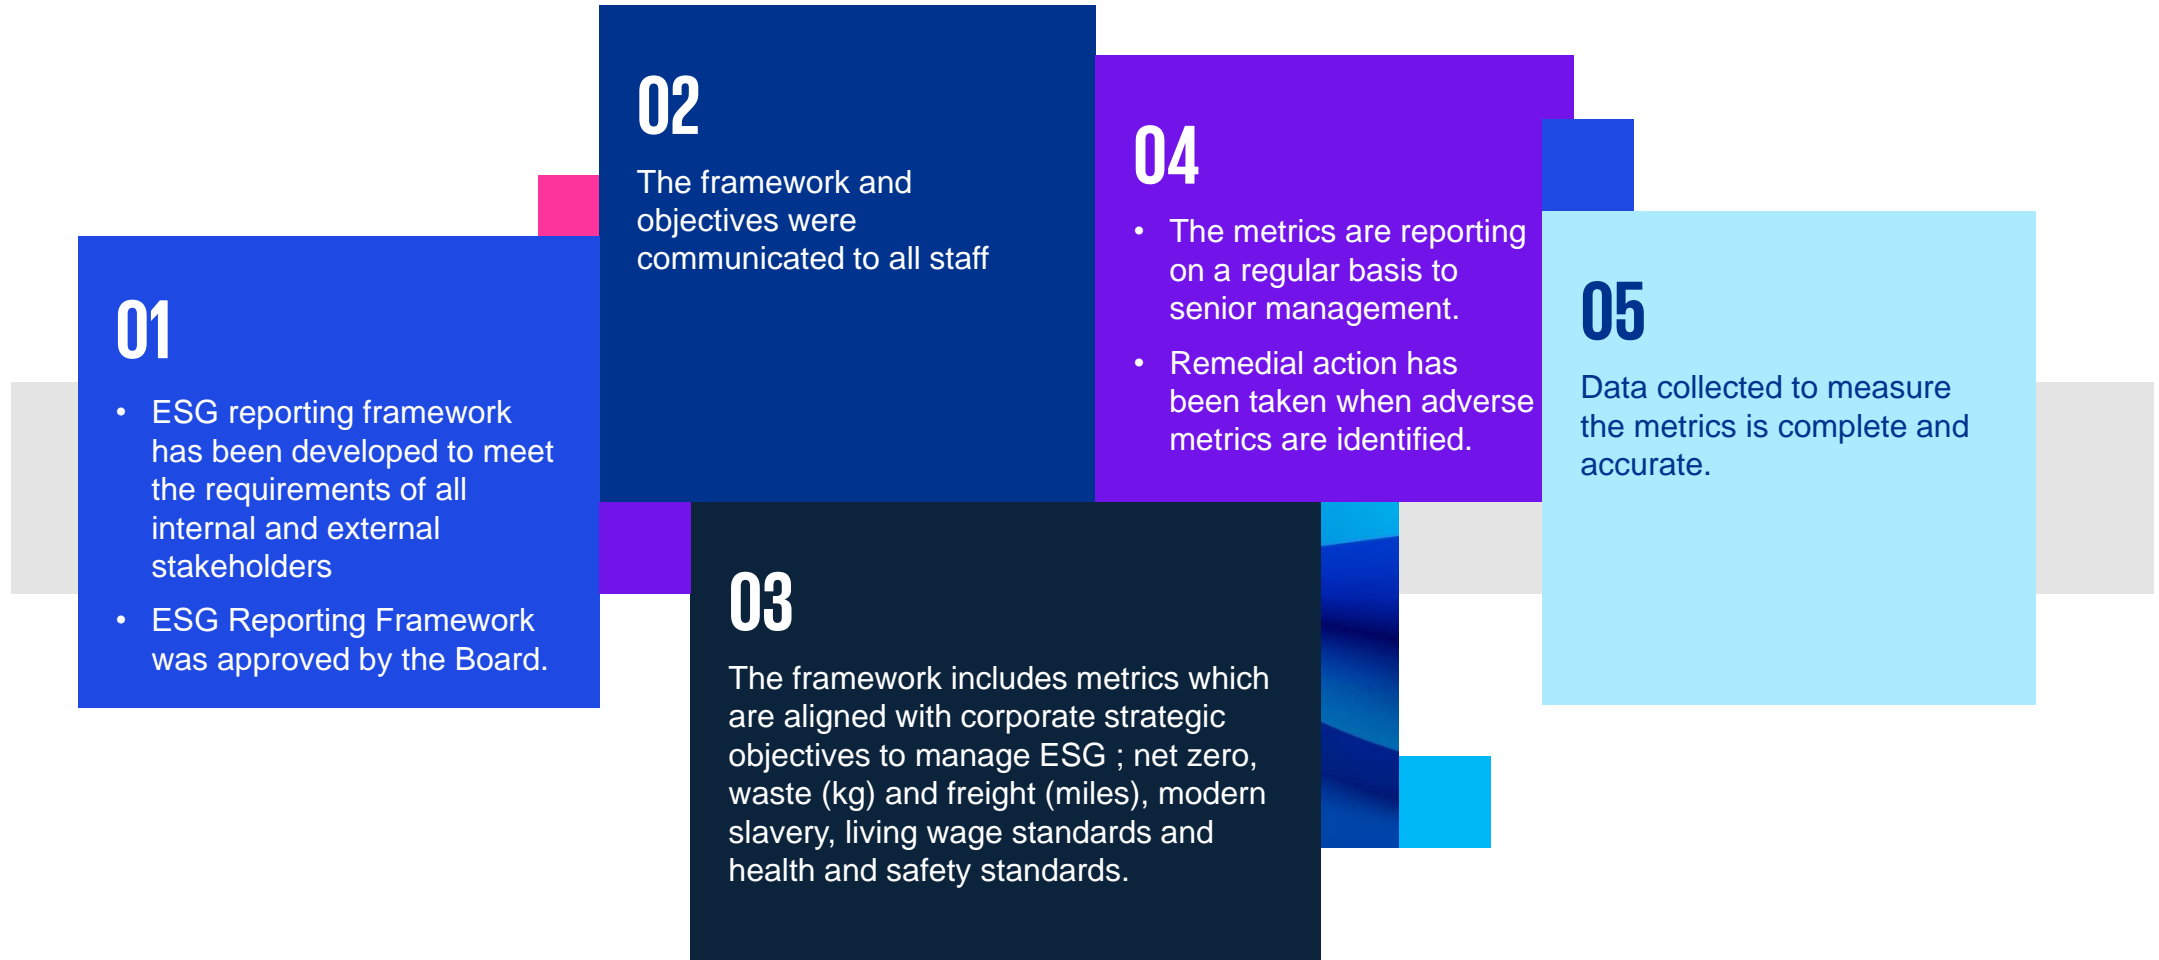 01
• ESG reporting framework
has been developed to meet
the requirements of all
internal and external
stakeholders
• ESG Reporting Framework
was approved by the Board.
02
The framework and
objectives were
communicated to all staff
03
The framework includes metrics which
are aligned with corporate strategic
objectives to manage ESG ; net zero,
waste (kg) and freight (miles), modern
slavery, living wage standards and
health and safety standards.
04
• The metrics are reporting
on a regular basis to
senior management.
• Remedial action has
been taken when adverse
metrics are identified.
05
Data collected to measure
the metrics is complete and
accurate.